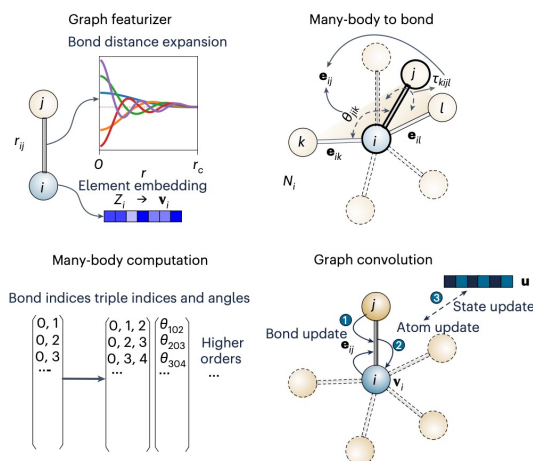 Graph featurizer
Bond distance expansion
j
r_ij
i
O
r
r_c
Element embedding
Z_i → v_i
Many-body to bond
e_ij
j
τ_kijl
θ_jik
l
k
i
e_ik
e_il
N_i
Many-body computation
Bond indices triple indices and angles
0, 1
0, 2
0, 3
...
0, 1, 2
0, 2, 3
0, 3, 4
...
θ_102
θ_203
θ_304
...
Higher
orders
...
Graph convolution
u
3
State update
j
1
Atom update
Bond update
2
e_ij
i
v_i